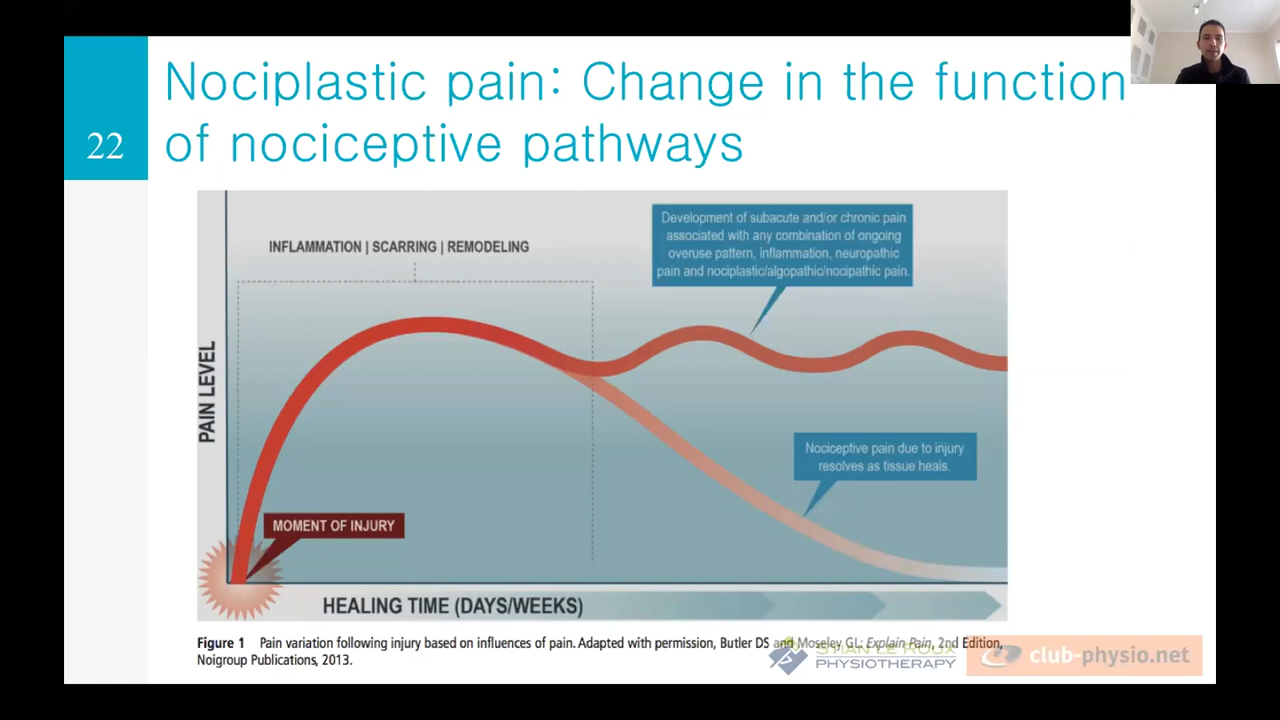 Nociplastic pain: Change in the function
of nociceptive pathways
22
INFLAMMATION | SCARRING | REMODELING
Development of subacute and/or chronic pain
associated with any combination of ongoing
overuse pattern, inflammation, neuropathic
pain and nociplastic/algopathic/nocipathic pain.
PAIN LEVEL
Nociceptive pain due to injury
resolves as tissue heals.
MOMENT OF INJURY
HEALING TIME (DAYS/WEEKS)
Figure 1 Pain variation following injury based on influences of pain. Adapted with permission, Butler DS and Moseley GL: Explain Pain, 2nd Edition,
Noigroup Publications, 2013.
STIAN LE ROUX
PHYSIOTHERAPY
club-physio.net